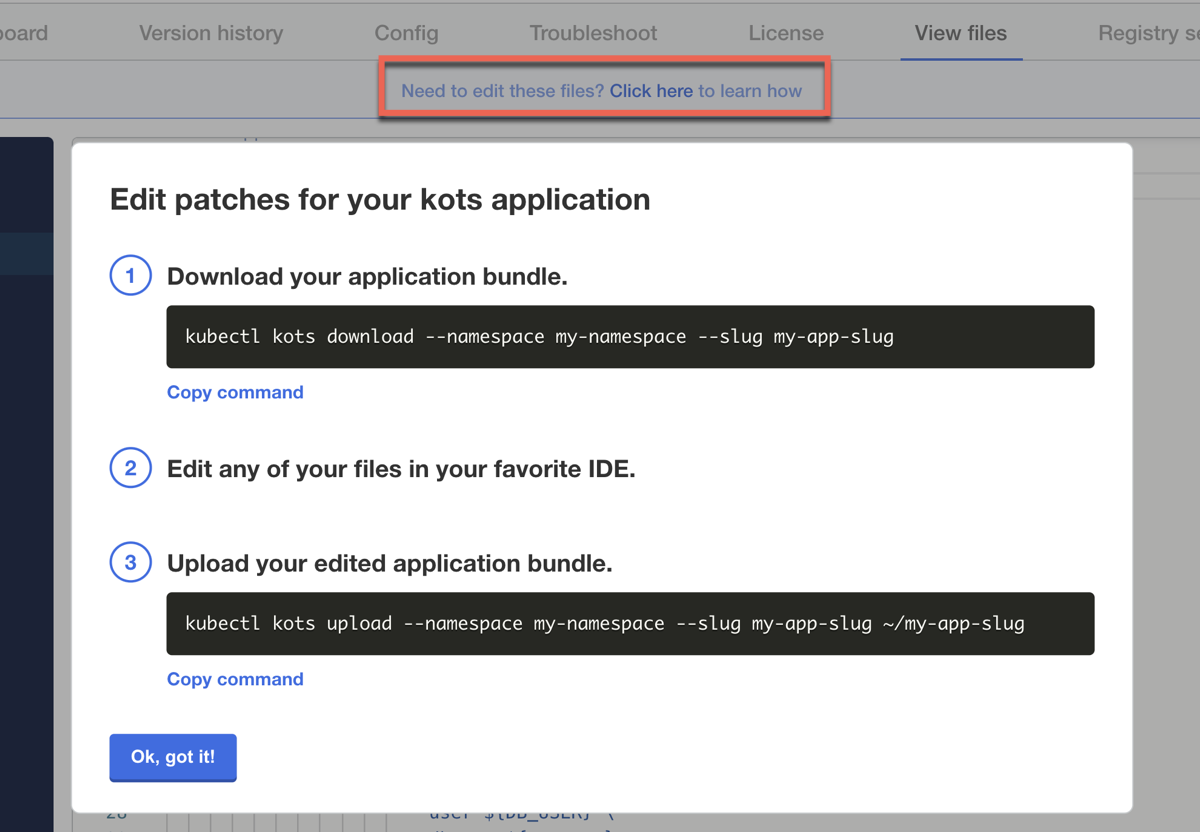 Version history Config Troubleshoot License View files Registry
Need to edit these files? Click here to learn how
Edit patches for your kots application
1 Download your application bundle.
kubectl kots download --namespace my-namespace --slug my-app-slug
Copy command
2 Edit any of your files in your favorite IDE.
3 Upload your edited application bundle.
kubectl kots upload --namespace my-namespace --slug my-app-slug ~/my-app-slug
Copy command
Ok, got it!